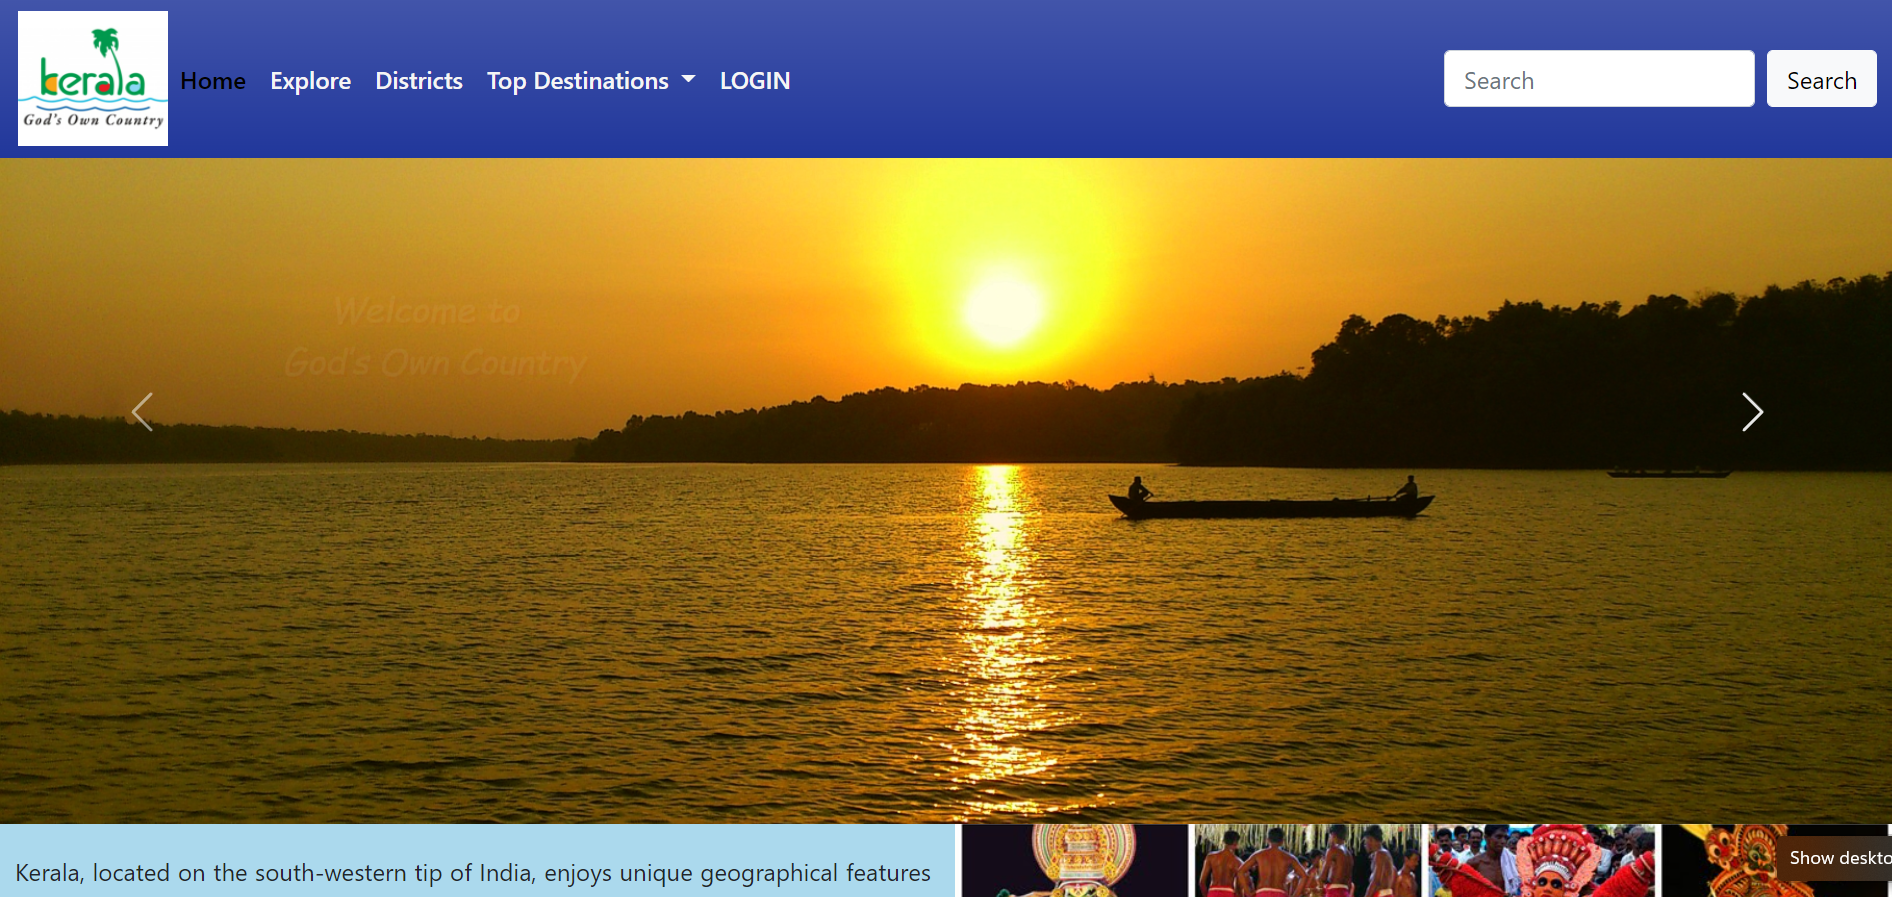 kerala
God's Own Country
Home Explore Districts Top Destinations LOGIN
Search Search
Welcome to
God's Own Country
Kerala, located on the south-western tip of India, enjoys unique geographical features
Show deskto